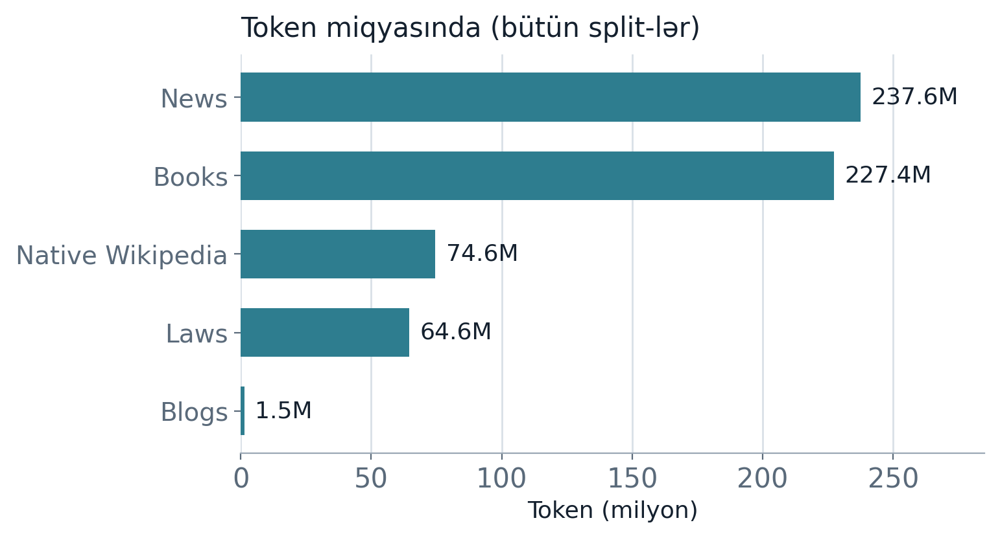 Token miqyasında (bütün split-lər)
News 237.6M
Books 227.4M
Native Wikipedia 74.6M
Laws 64.6M
Blogs 1.5M
0 50 100 150 200 250
Token (milyon)